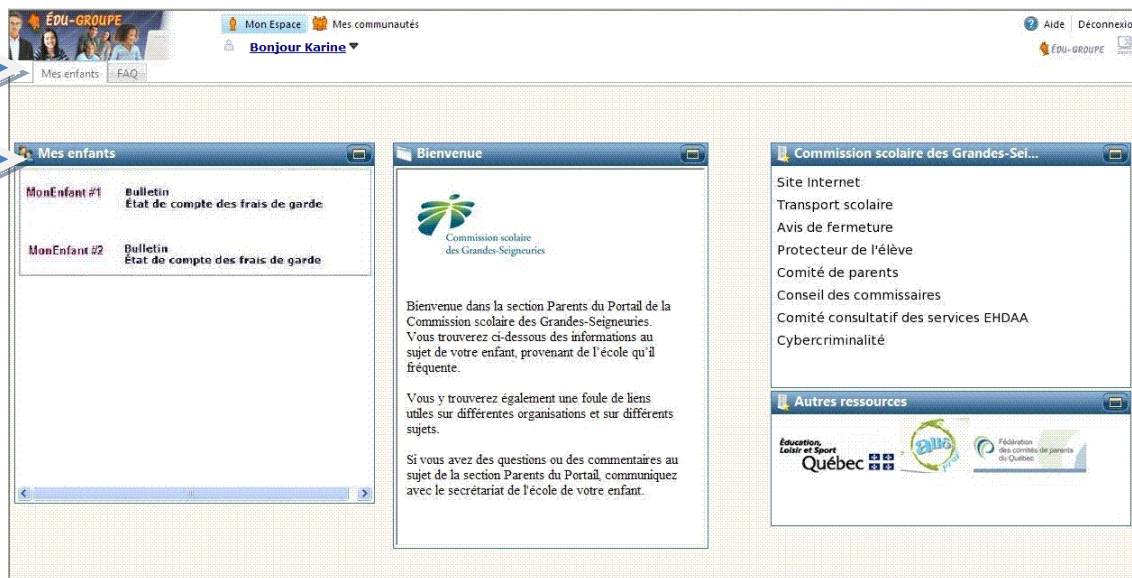 ÉDU-GROUPE
Mon Espace Mes communautés
Aide Déconnexio
Bonjour Karine
ÉDU-GROUPE
Mes enfants FAQ
Mes enfants
MonEnfant #1 Bulletin
État de compte des frais de garde
MonEnfant #2 Bulletin
État de compte des frais de garde
Bienvenue
Commission scolaire
des Grandes-Seigneuries
Bienvenue dans la section Parents du Portail de la
Commission scolaire des Grandes-Seigneuries.
Vous trouverez ci-dessous des informations au
sujet de votre enfant, provenant de l'école qu'il
fréquente.
Vous y trouverez également une foule de liens
utiles sur différentes organisations et sur différents
sujets.
Si vous avez des questions ou des commentaires au
sujet de la section Parents du Portail, communiquez
avec le secrétariat de l'école de votre enfant.
Commission scolaire des Grandes-Sei...
Site Internet
Transport scolaire
Avis de fermeture
Protecteur de l'élève
Comité de parents
Conseil des commissaires
Comité consultatif des services EHDAA
Cybercriminalité
Autres ressources
Éducation,
Loisir et Sport
Québec
allô
prof
Fédération
des comités de parents
du Québec